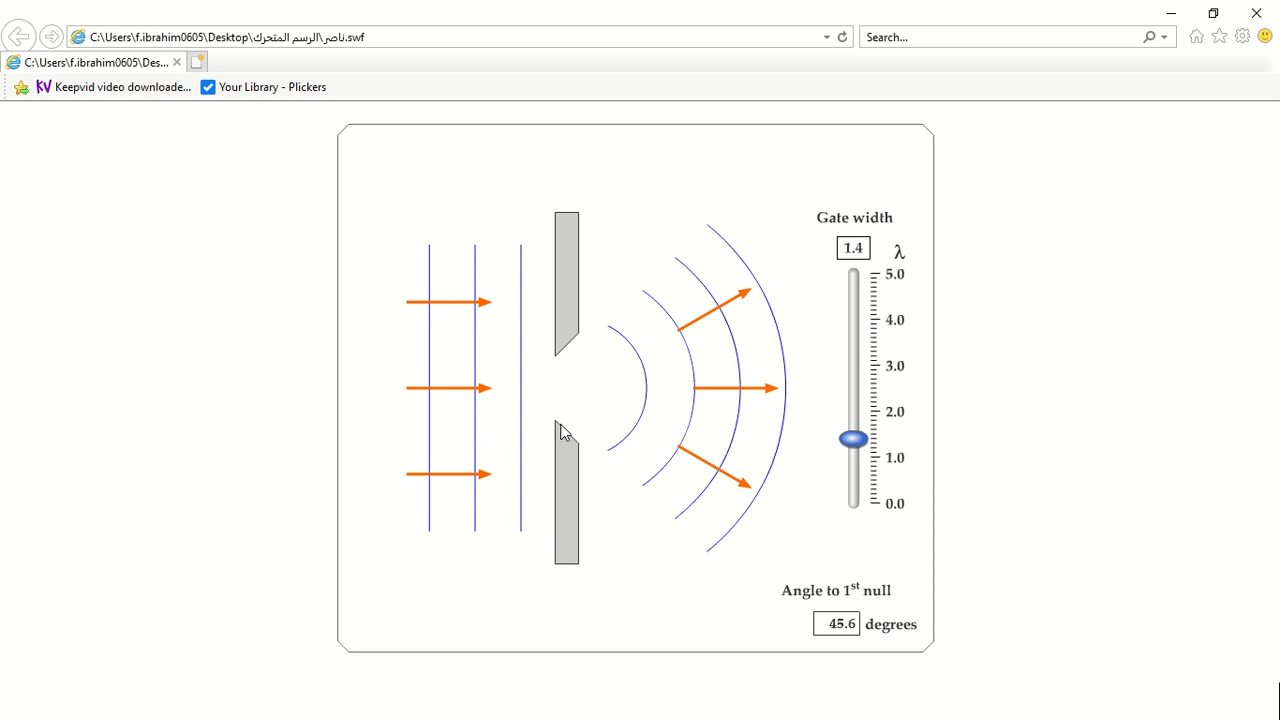 C:\Users\f.ibrahim0605\Desktop\ناصر\الرسم المتحرك.swf
Search...
C:\Users\f.ibrahim0605\Des...
Keepvid video downloade...
Your Library - Plickers
Gate width
1.4
λ
5.0
4.0
3.0
2.0
1.0
0.0
Angle to 1st null
45.6 degrees